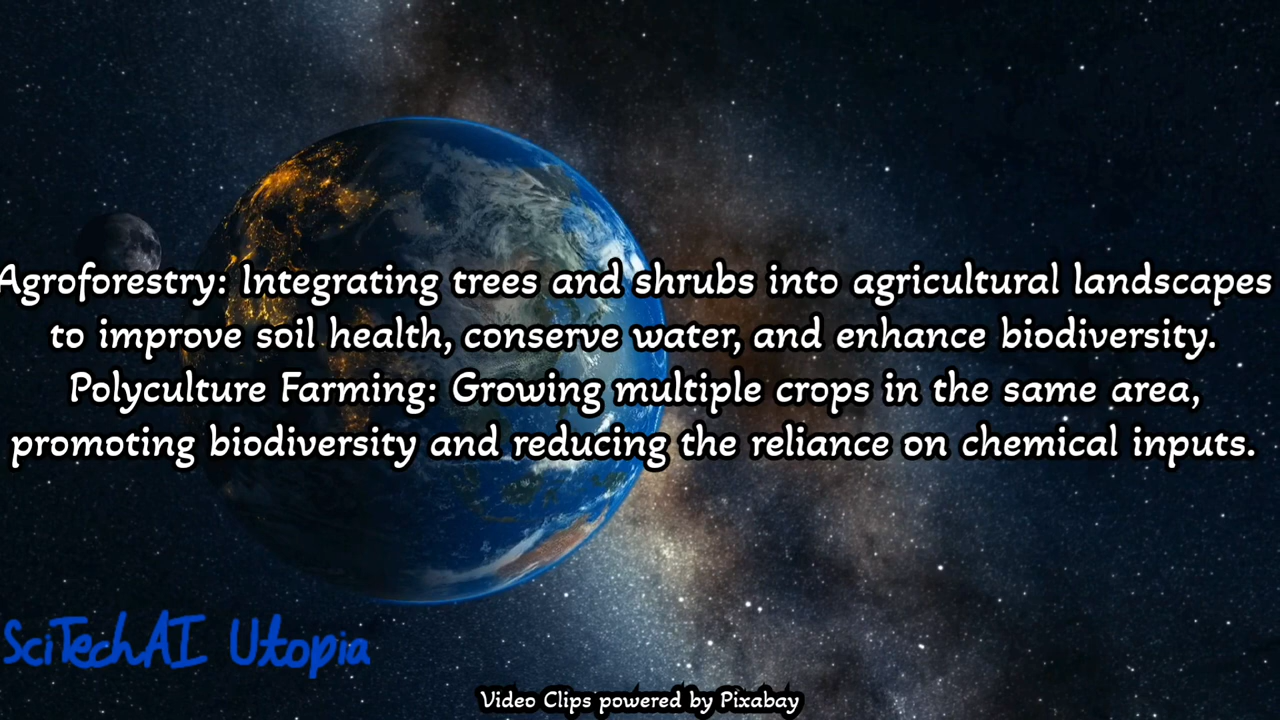 Agroforestry: Integrating trees and shrubs into agricultural landscapes
to improve soil health, conserve water, and enhance biodiversity.
Polyculture Farming: Growing multiple crops in the same area,
promoting biodiversity and reducing the reliance on chemical inputs.
SciTechAI Utopia
Video Clips powered by Pixabay